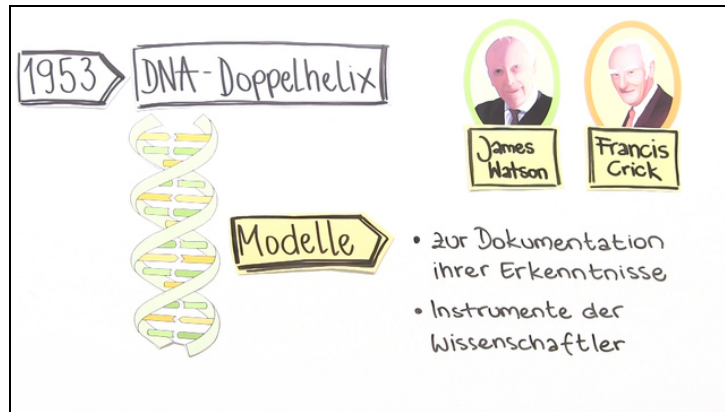 1953
DNA-Doppelhelix
James
Watson
Francis
Crick
Modelle
• zur Dokumentation
ihrer Erkenntnisse
• Instrumente der
Wissenschaftler